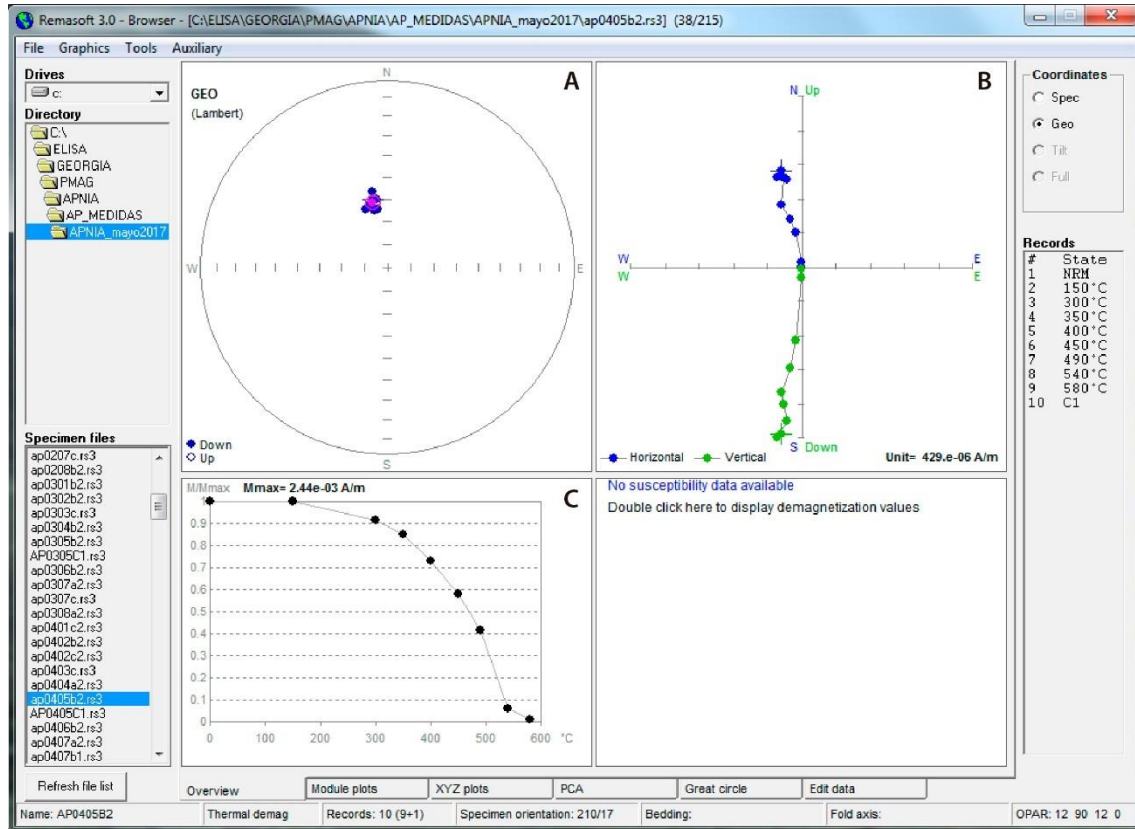 Remasoft 3.0 - Browser - [C:\ELISA\GEORGIA\PMAG\APNIA\AP_MEDIDAS\APNIA_mayo2017\ap0405b2.rs3] (38/215)
File Graphics Tools Auxiliary
Drives
c:
Directory
C:\
ELISA
GEORGIA
PMAG
APNIA
AP_MEDIDAS
APNIA_mayo2017
Specimen files
ap0207c.rs3
ap0208b2.rs3
ap0301b2.rs3
ap0302b2.rs3
ap0303c.rs3
ap0304b2.rs3
ap0305b2.rs3
AP0305C1.rs3
ap0306b2.rs3
ap0307a2.rs3
ap0307c.rs3
ap0308a2.rs3
ap0401c2.rs3
ap0402b2.rs3
ap0402c2.rs3
ap0403c.rs3
ap0404a2.rs3
ap0405b2.rs3
AP0405C1.rs3
ap0406b2.rs3
ap0407a2.rs3
ap0407b1.rs3
Refresh file list
A
GEO
(Lambert)
N
W
E
S
Down
Up
B
N Up
W
W
E
E
S Down
Horizontal Vertical
Unit= 429.e-06 A/m
C
M/Mmax Mmax= 2.44e-03 A/m
1
0.9
0.8
0.7
0.6
0.5
0.4
0.3
0.2
0.1
0
0 100 200 300 400 500 600 °C
No susceptibility data available
Double click here to display demagnetization values
Coordinates
Spec
Geo
Tilt
Full
Records
# State
1 NRM
2 150°C
3 300°C
4 350°C
5 400°C
6 450°C
7 490°C
8 540°C
9 580°C
10 C1
Overview Module plots XYZ plots PCA Great circle Edit data
Name: AP0405B2 Thermal demag Records: 10 (9+1) Specimen orientation: 210/17 Bedding: Fold axis: OPAR: 12 90 12 0